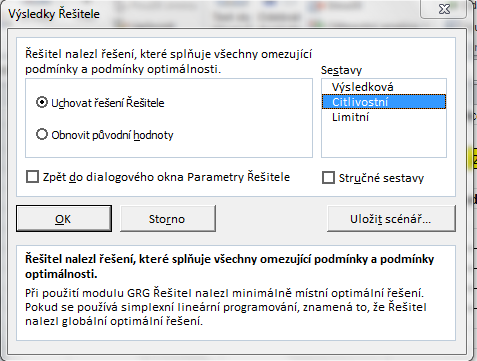 Výsledky Řešitele
Řešitel nalezl řešení, které splňuje všechny omezující
podmínky a podmínky optimálnosti.
Sestavy
Výsledková
Citlivostní
Limitní
Uchovat řešení Řešitele
Obnovit původní hodnoty
Zpět do dialogového okna Parametry Řešitele
Stručné sestavy
OK
Storno
Uložit scénář...
Řešitel nalezl řešení, které splňuje všechny omezující podmínky a podmínky
optimálnosti.
Při použití modulu GRG Řešitel nalezl minimálně místní optimální řešení.
Pokud se používá simplexní lineární programování, znamená to, že Řešitel
nalezl globální optimální řešení.